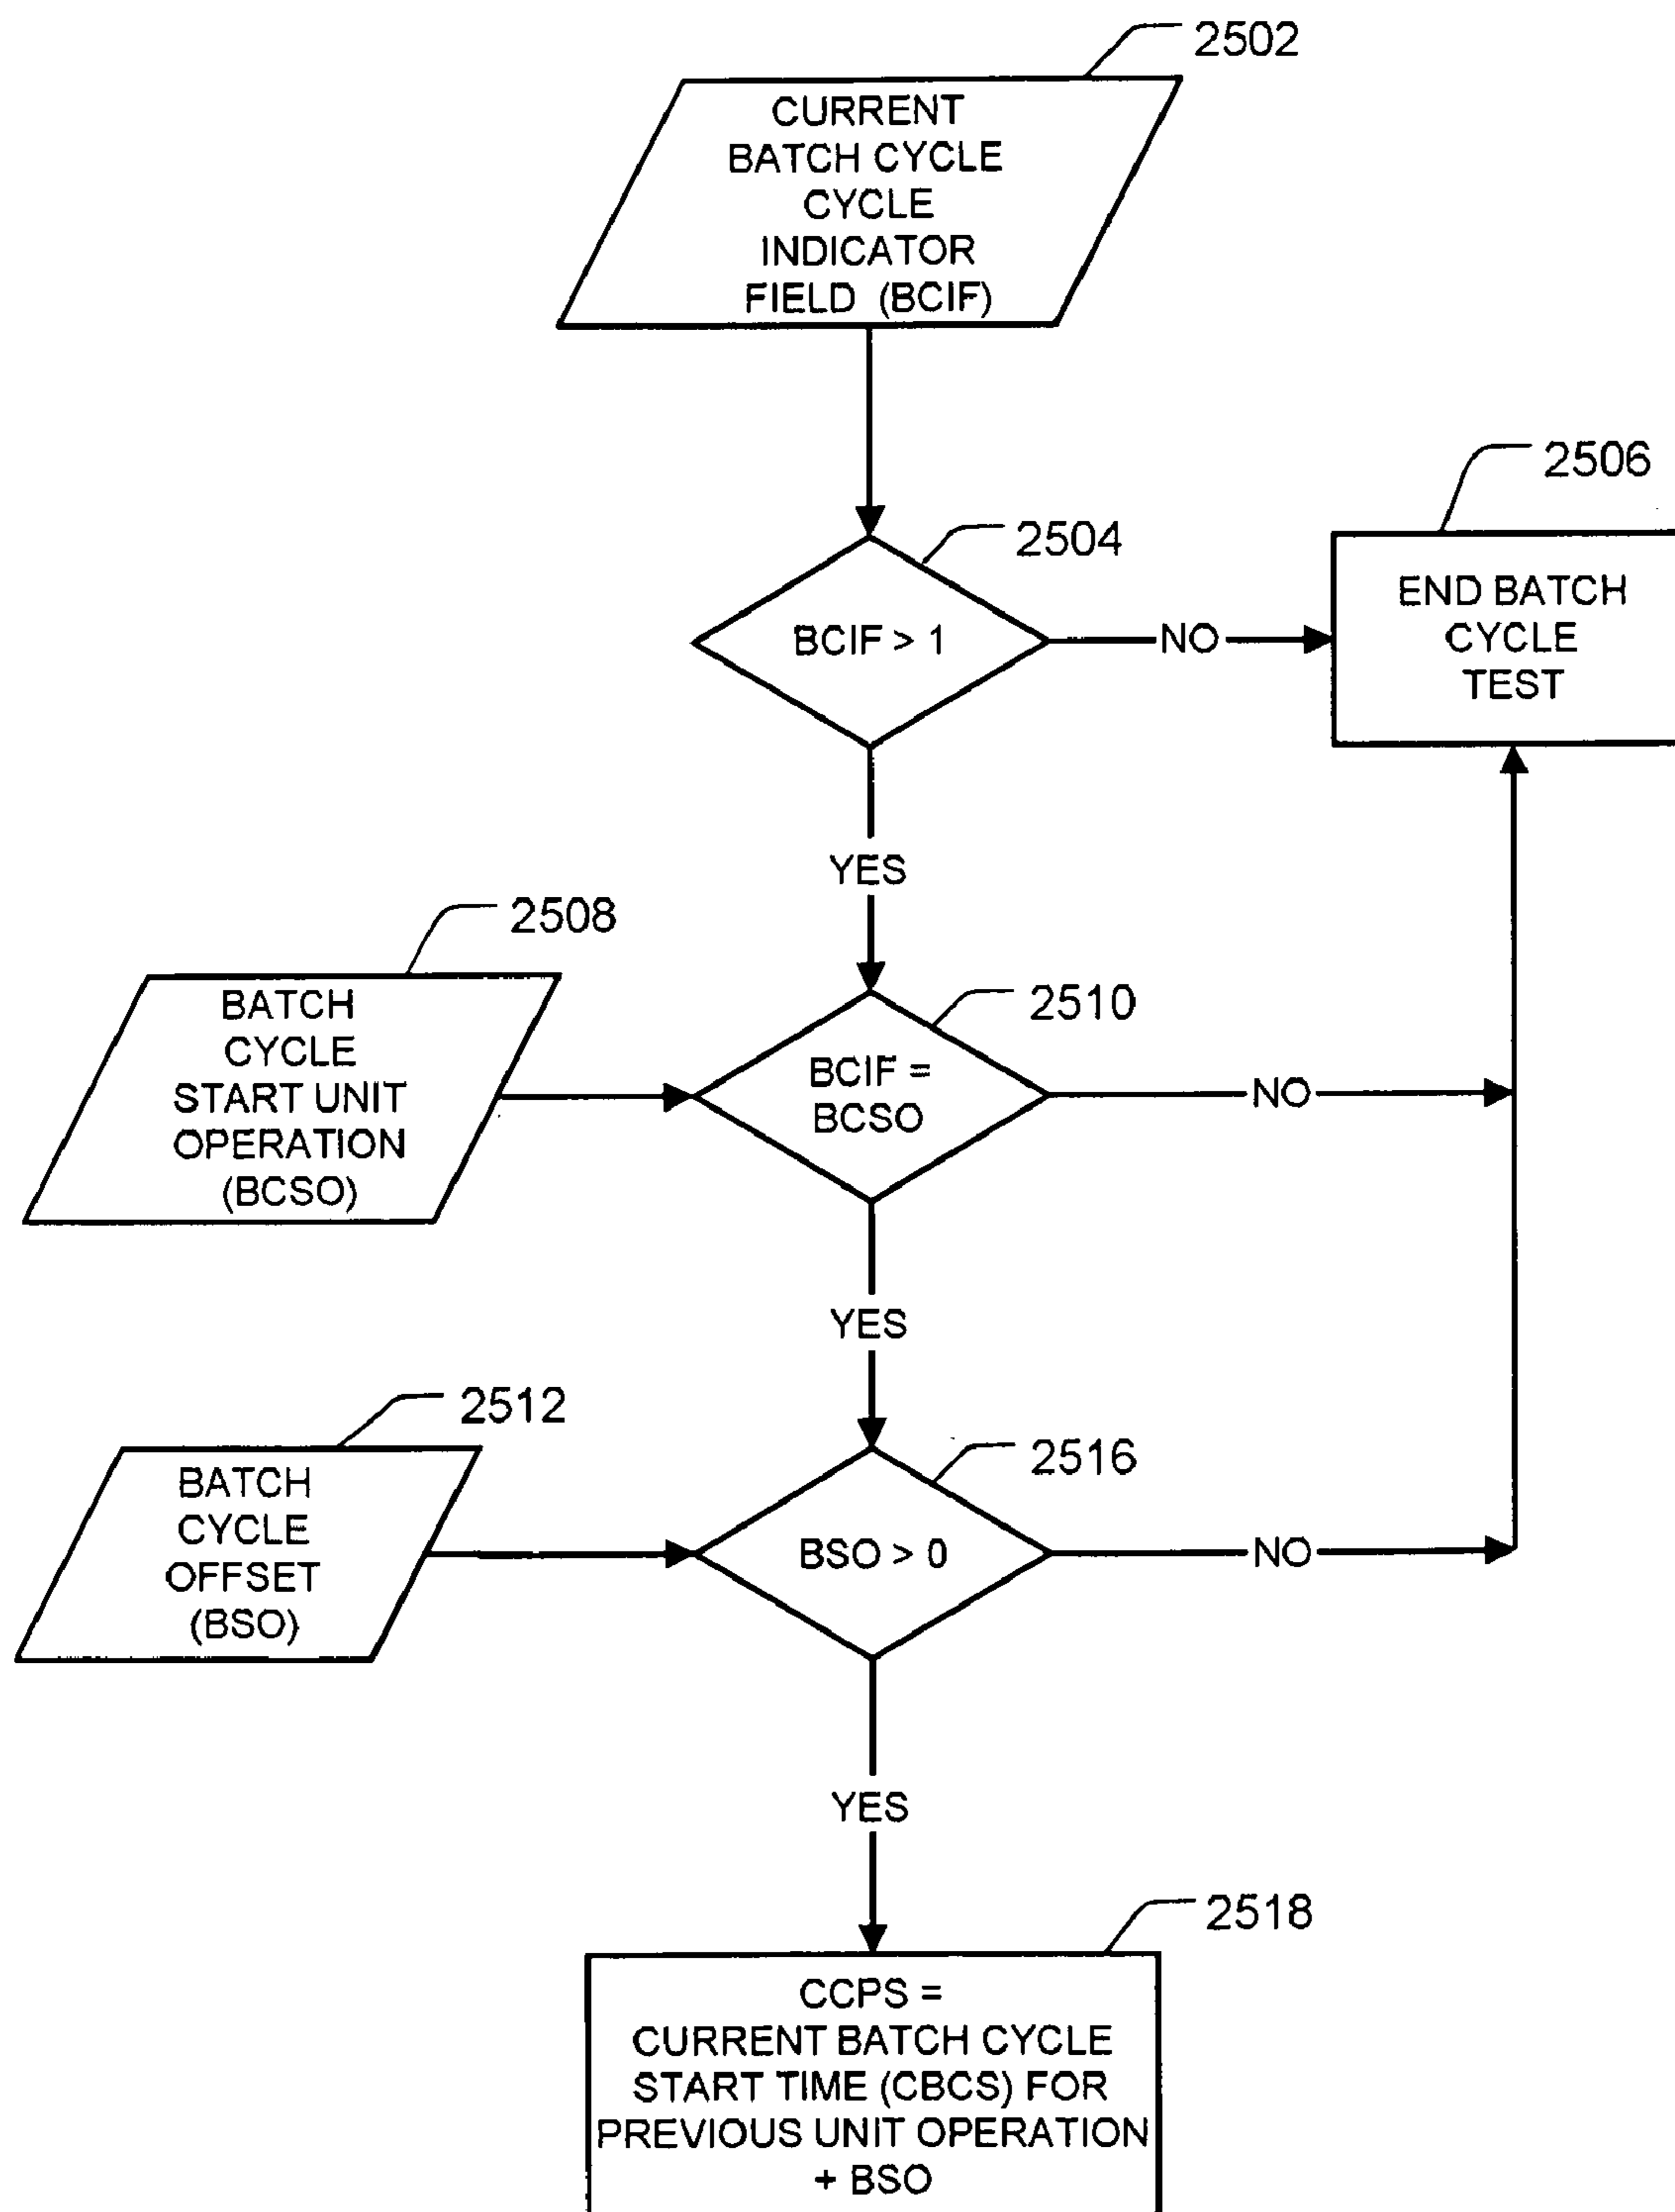 2502
CURRENT
BATCH CYCLE
CYCLE
INDICATOR
FIELD (BCIF)
2504
BCIF > 1
NO
2506
END BATCH
CYCLE
TEST
YES
2508
BATCH
CYCLE
START UNIT
OPERATION
(BCSO)
2510
BCIF =
BCSO
NO
YES
2512
BATCH
CYCLE
OFFSET
(BSO)
2516
BSO > 0
NO
YES
2518
CCPS =
CURRENT BATCH CYCLE
START TIME (CBCS) FOR
PREVIOUS UNIT OPERATION
+ BSO